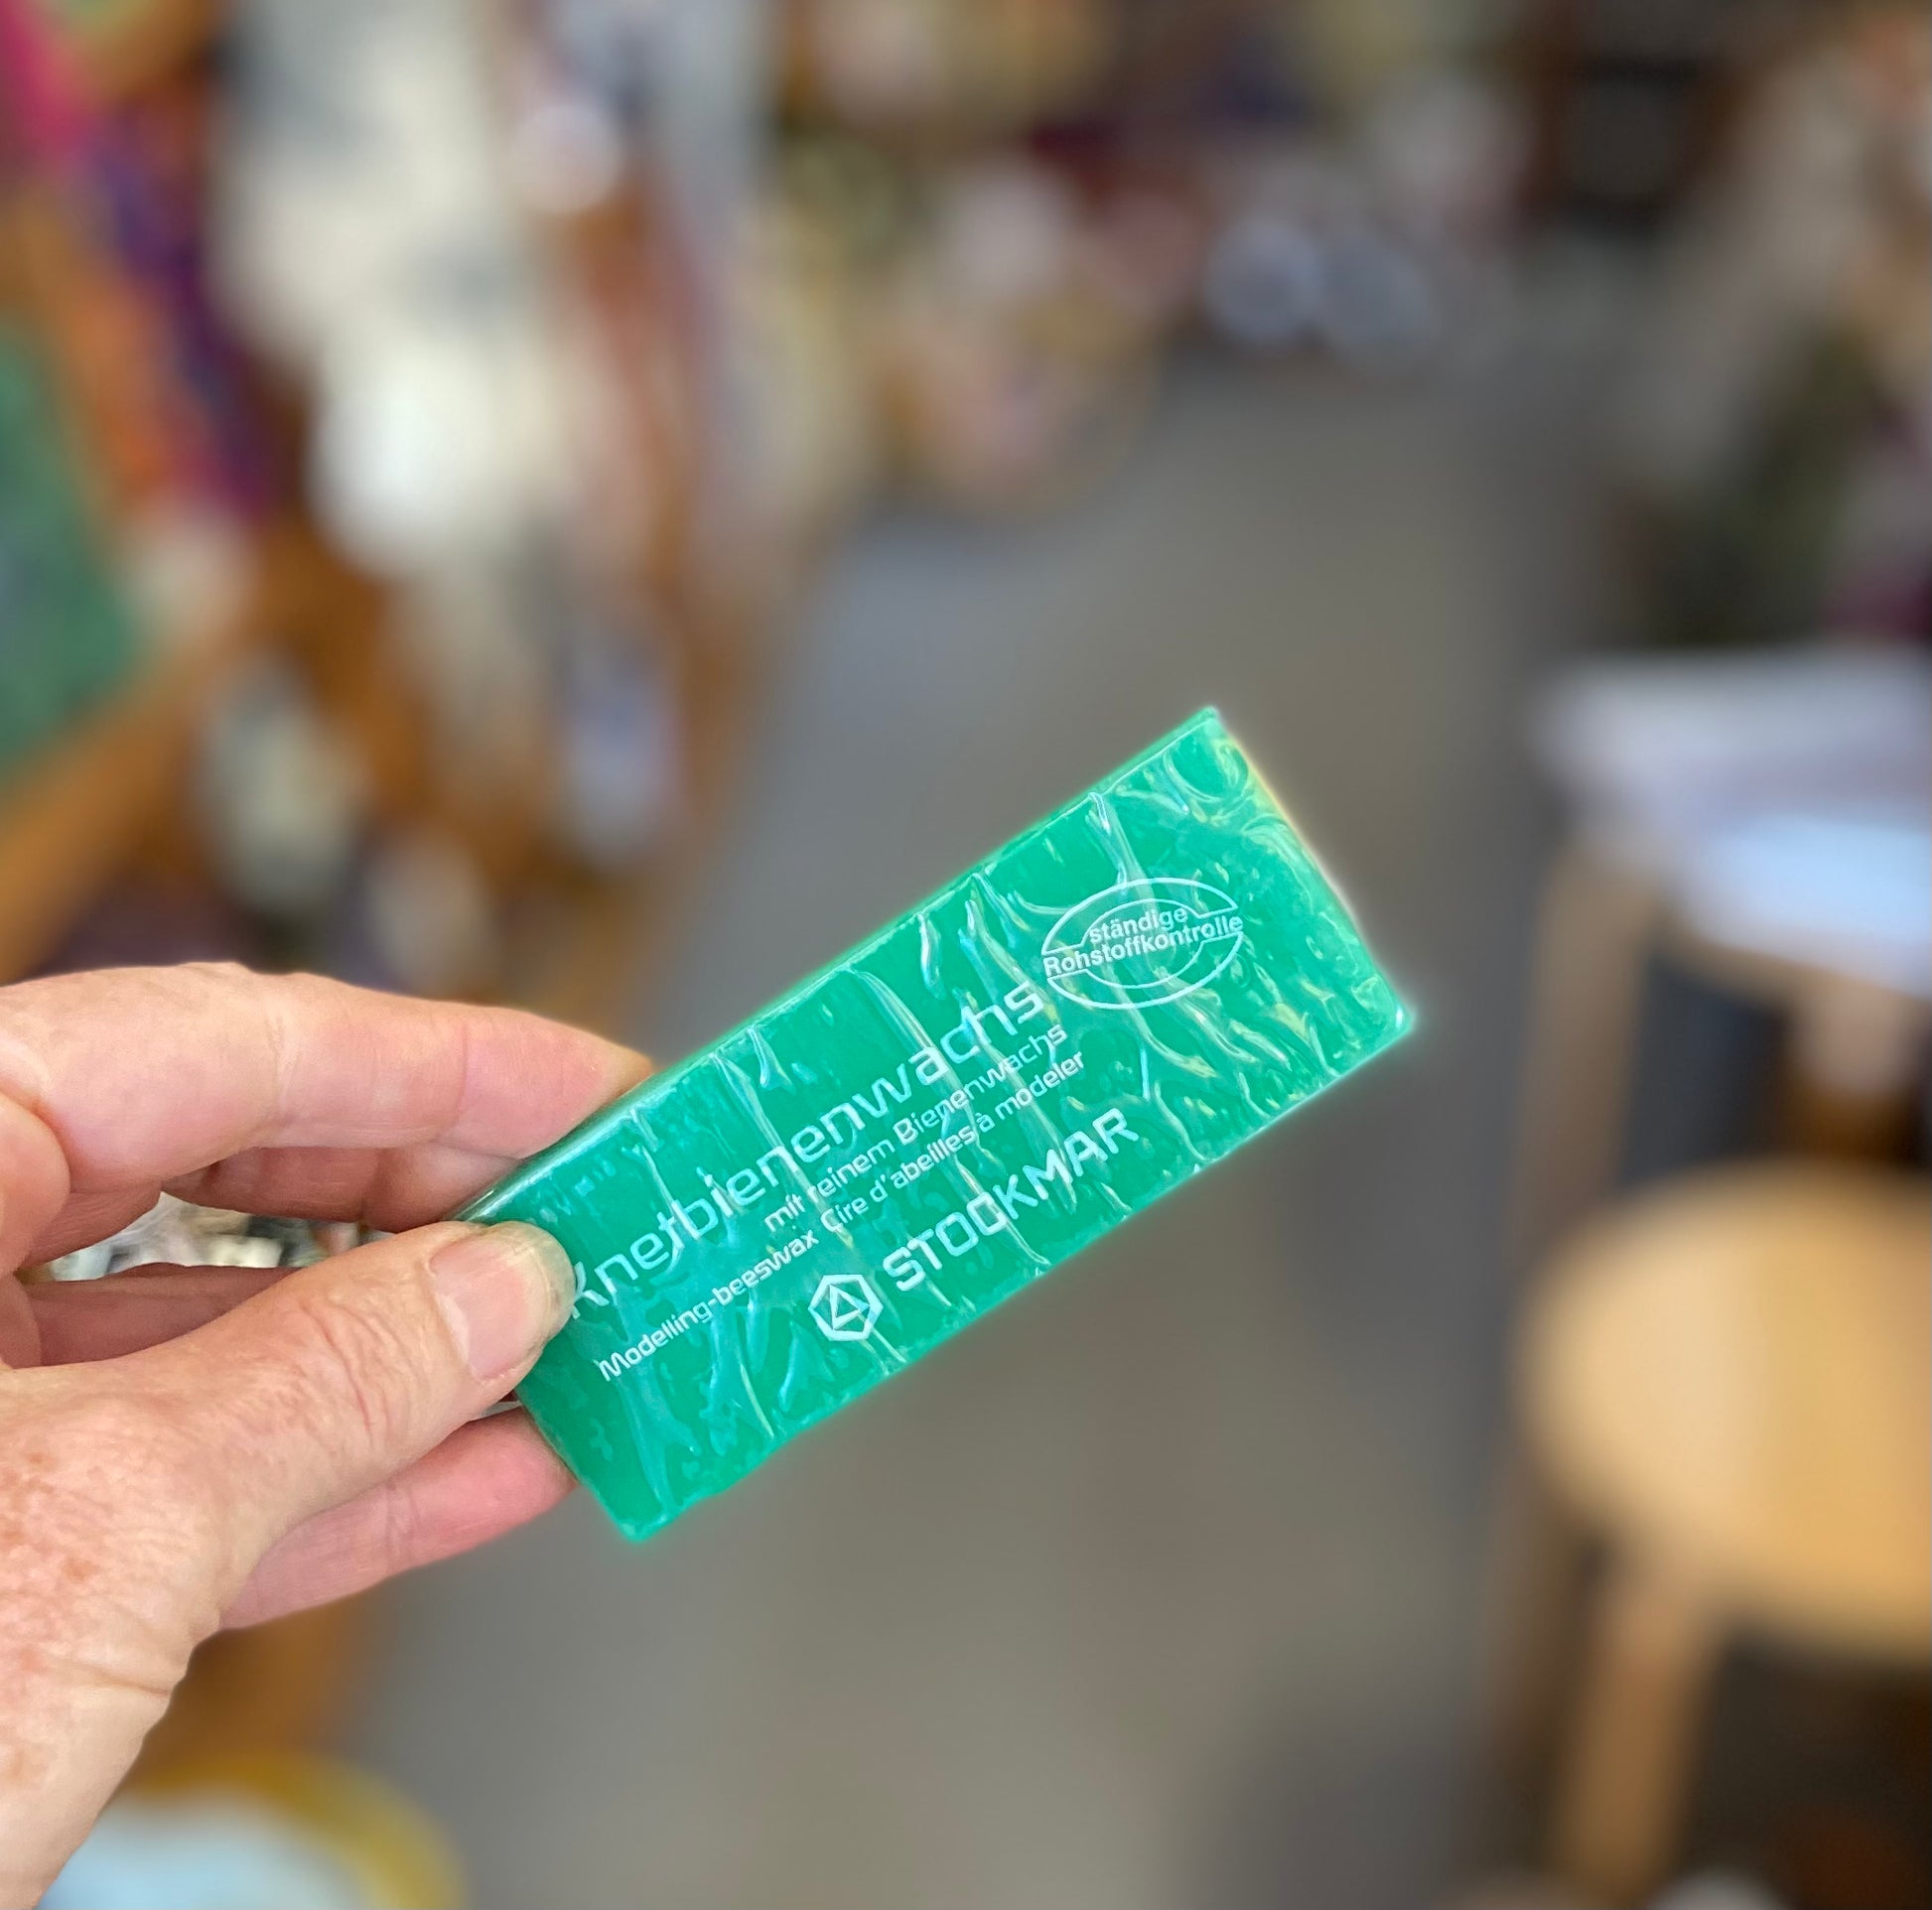 ständige
Rohstoffkontrolle
Knetbienenwachs
mit reinem Bienenwachs
Modelling-beeswax Cire d'abeilles à modeler
STOCKMAR